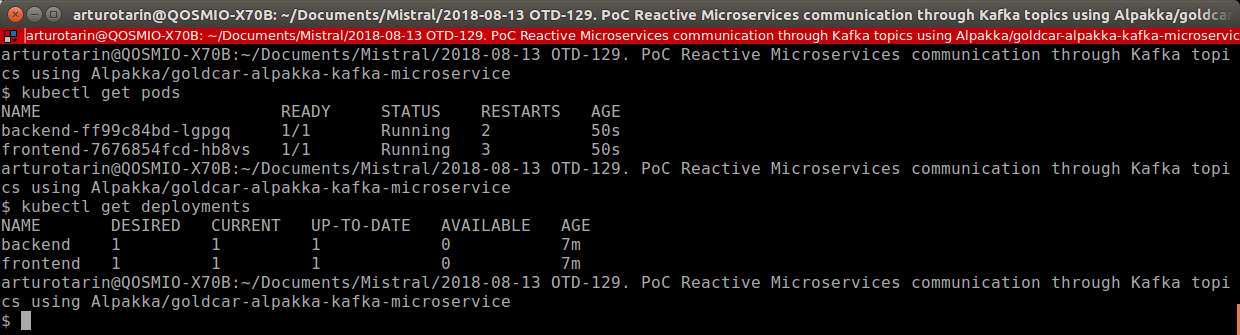 arturotarin@QOSMIO-X70B: ~/Documents/Mistral/2018-08-13 OTD-129. PoC Reactive Microservices communication through Kafka topics using Alpakka/goldcar
arturotarin@QOSMIO-X70B: ~/Documents/Mistral/2018-08-13 OTD-129. PoC Reactive Microservices communication through Kafka topics using Alpakka/goldcar-alpakka-kafka-microservic
arturotarin@QOSMIO-X70B:~/Documents/Mistral/2018-08-13 OTD-129. PoC Reactive Microservices communication through Kafka topi
cs using Alpakka/goldcar-alpakka-kafka-microservice
$ kubectl get pods
NAME                        READY     STATUS    RESTARTS   AGE
backend-ff99c84bd-lgpgq     1/1       Running   2          50s
frontend-7676854fcd-hb8vs   1/1       Running   3          50s
arturotarin@QOSMIO-X70B:~/Documents/Mistral/2018-08-13 OTD-129. PoC Reactive Microservices communication through Kafka topi
cs using Alpakka/goldcar-alpakka-kafka-microservice
$ kubectl get deployments
NAME       DESIRED   CURRENT   UP-TO-DATE   AVAILABLE   AGE
backend    1         1         1            0           7m
frontend   1         1         1            0           7m
arturotarin@QOSMIO-X70B:~/Documents/Mistral/2018-08-13 OTD-129. PoC Reactive Microservices communication through Kafka topi
cs using Alpakka/goldcar-alpakka-kafka-microservice
$